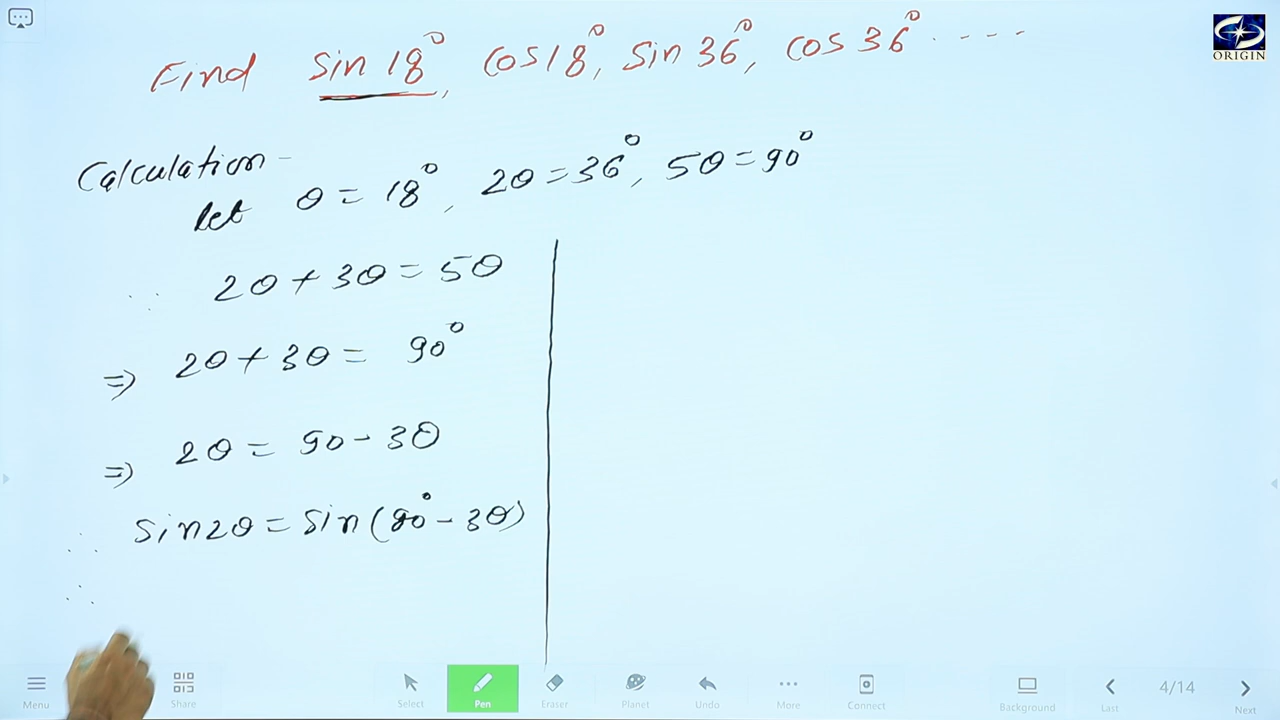 Find sin 18°, cos 18°, sin 36°, cos 36° ----
ORIGIN
Calculation-
let θ = 18°, 2θ = 36°, 5θ = 90°
∵ 2θ + 3θ = 5θ
⇒ 2θ + 3θ = 90°
⇒ 2θ = 90 - 3θ
∴ sin2θ = sin(90° - 3θ)
∴
Menu
Share
Select
Pen
Eraser
Planet
Undo
More
Connect
Background
Last
4/14
Next